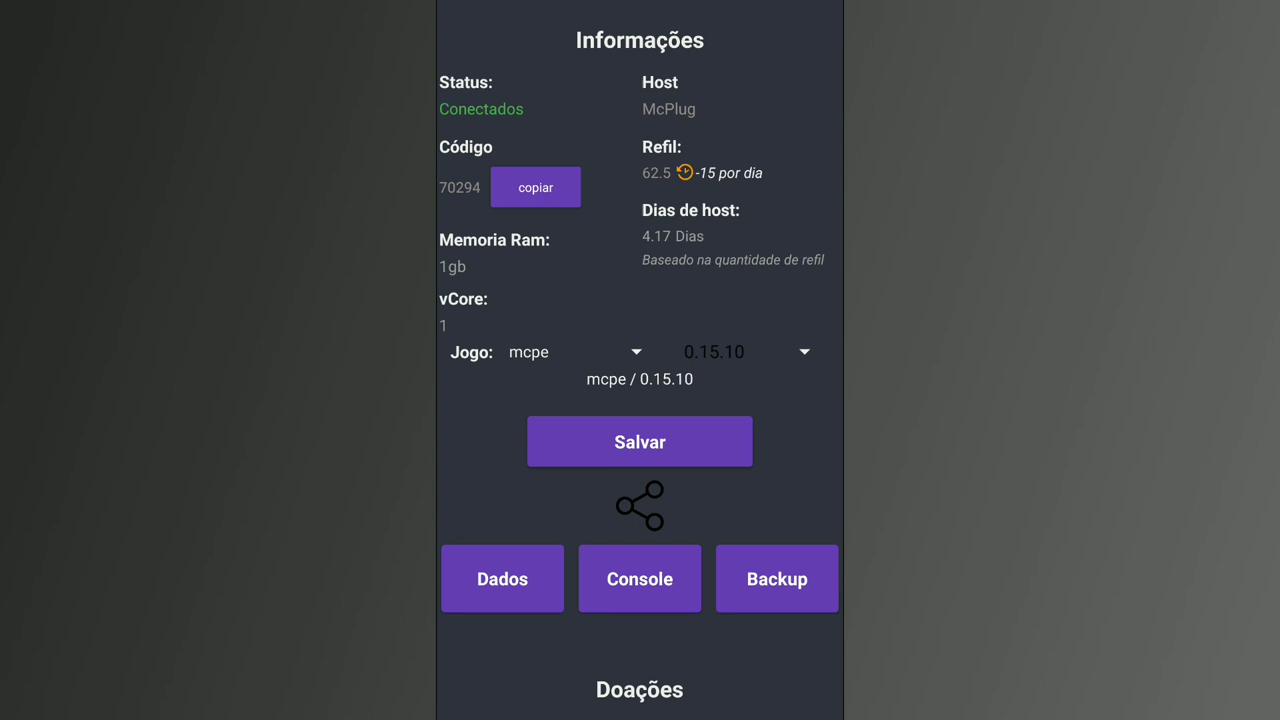 Informações
Status:
Conectados
Código
70294 copiar
Memoria Ram:
1gb
vCore:
1
Host
McPlug
Refil:
62.5 -15 por dia
Dias de host:
4.17 Dias
Baseado na quantidade de refil
Jogo: mcpe 0.15.10
mcpe / 0.15.10
Salvar
Dados Console Backup
Doações